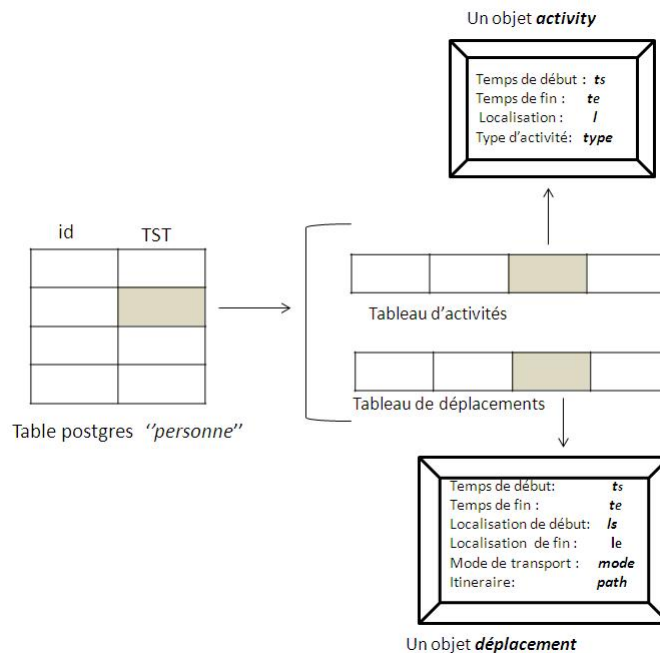 Un objet activity
Temps de début : ts
Temps de fin : te
Localisation : l
Type d'activité: type
id TST
Tableau d'activités
Tableau de déplacements
Table postgres ‘‘personne’’
Temps de début: ts
Temps de fin : te
Localisation de début: ls
Localisation de fin : le
Mode de transport : mode
Itineraire: path
Un objet déplacement